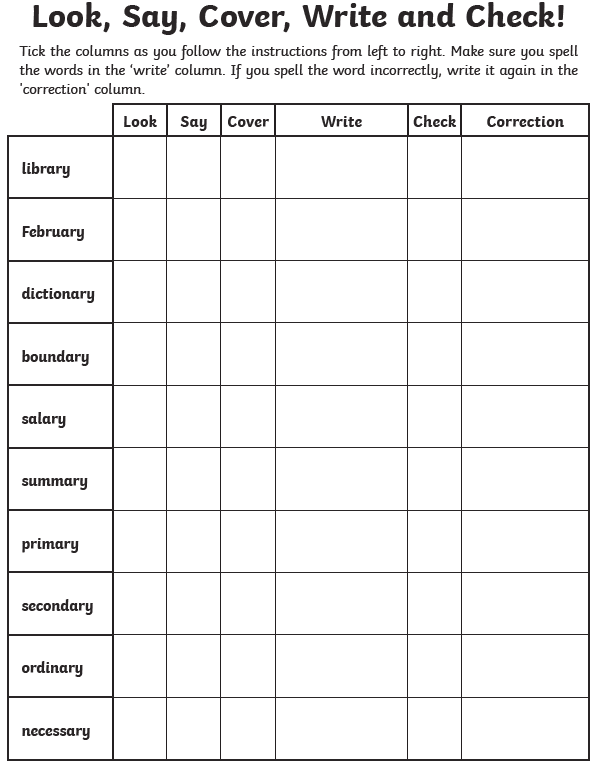 Look, Say, Cover, Write and Check!
Tick the columns as you follow the instructions from left to right. Make sure you spell
the words in the ‘write’ column. If you spell the word incorrectly, write it again in the
'correction' column.
Look Say Cover Write Check Correction
library
February
dictionary
boundary
salary
summary
primary
secondary
ordinary
necessary